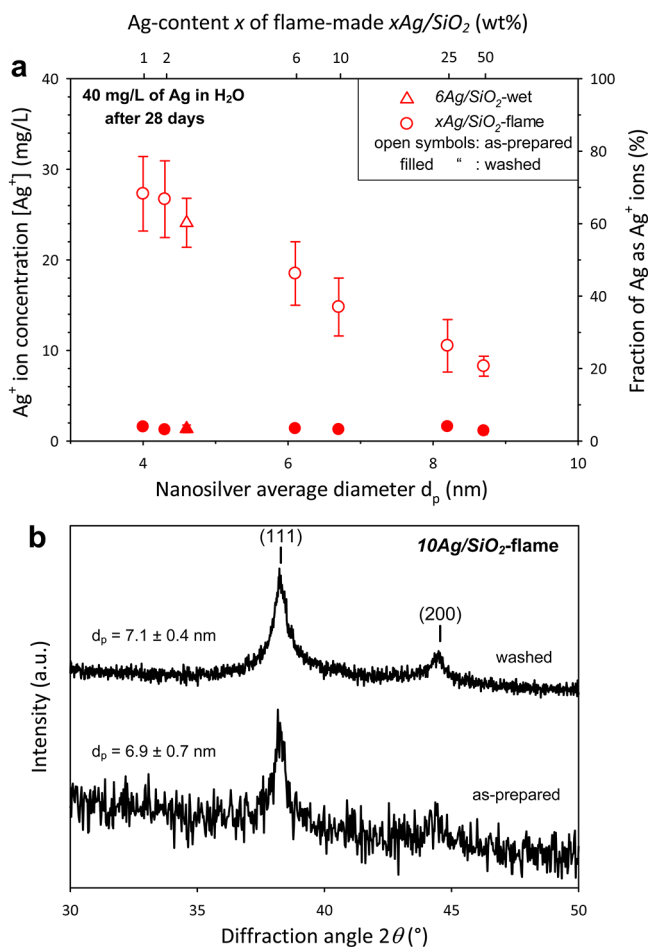 Ag-content x of flame-made xAg/SiO₂ (wt%)
1 2 6 10 25 50
a
40 mg/L of Ag in H₂O
after 28 days
6Ag/SiO₂-wet
xAg/SiO₂-flame
open symbols: as-prepared
filled “ : washed
Ag⁺ ion concentration [Ag⁺] (mg/L)
40
30
20
10
0
Fraction of Ag as Ag⁺ ions (%)
100
80
60
40
20
0
4 6 8 10
Nanosilver average diameter dₚ (nm)
b
(111)
10Ag/SiO₂-flame
(200)
dₚ = 7.1 ± 0.4 nm
washed
dₚ = 6.9 ± 0.7 nm
as-prepared
Intensity (a.u.)
30 35 40 45 50
Diffraction angle 2θ (°)